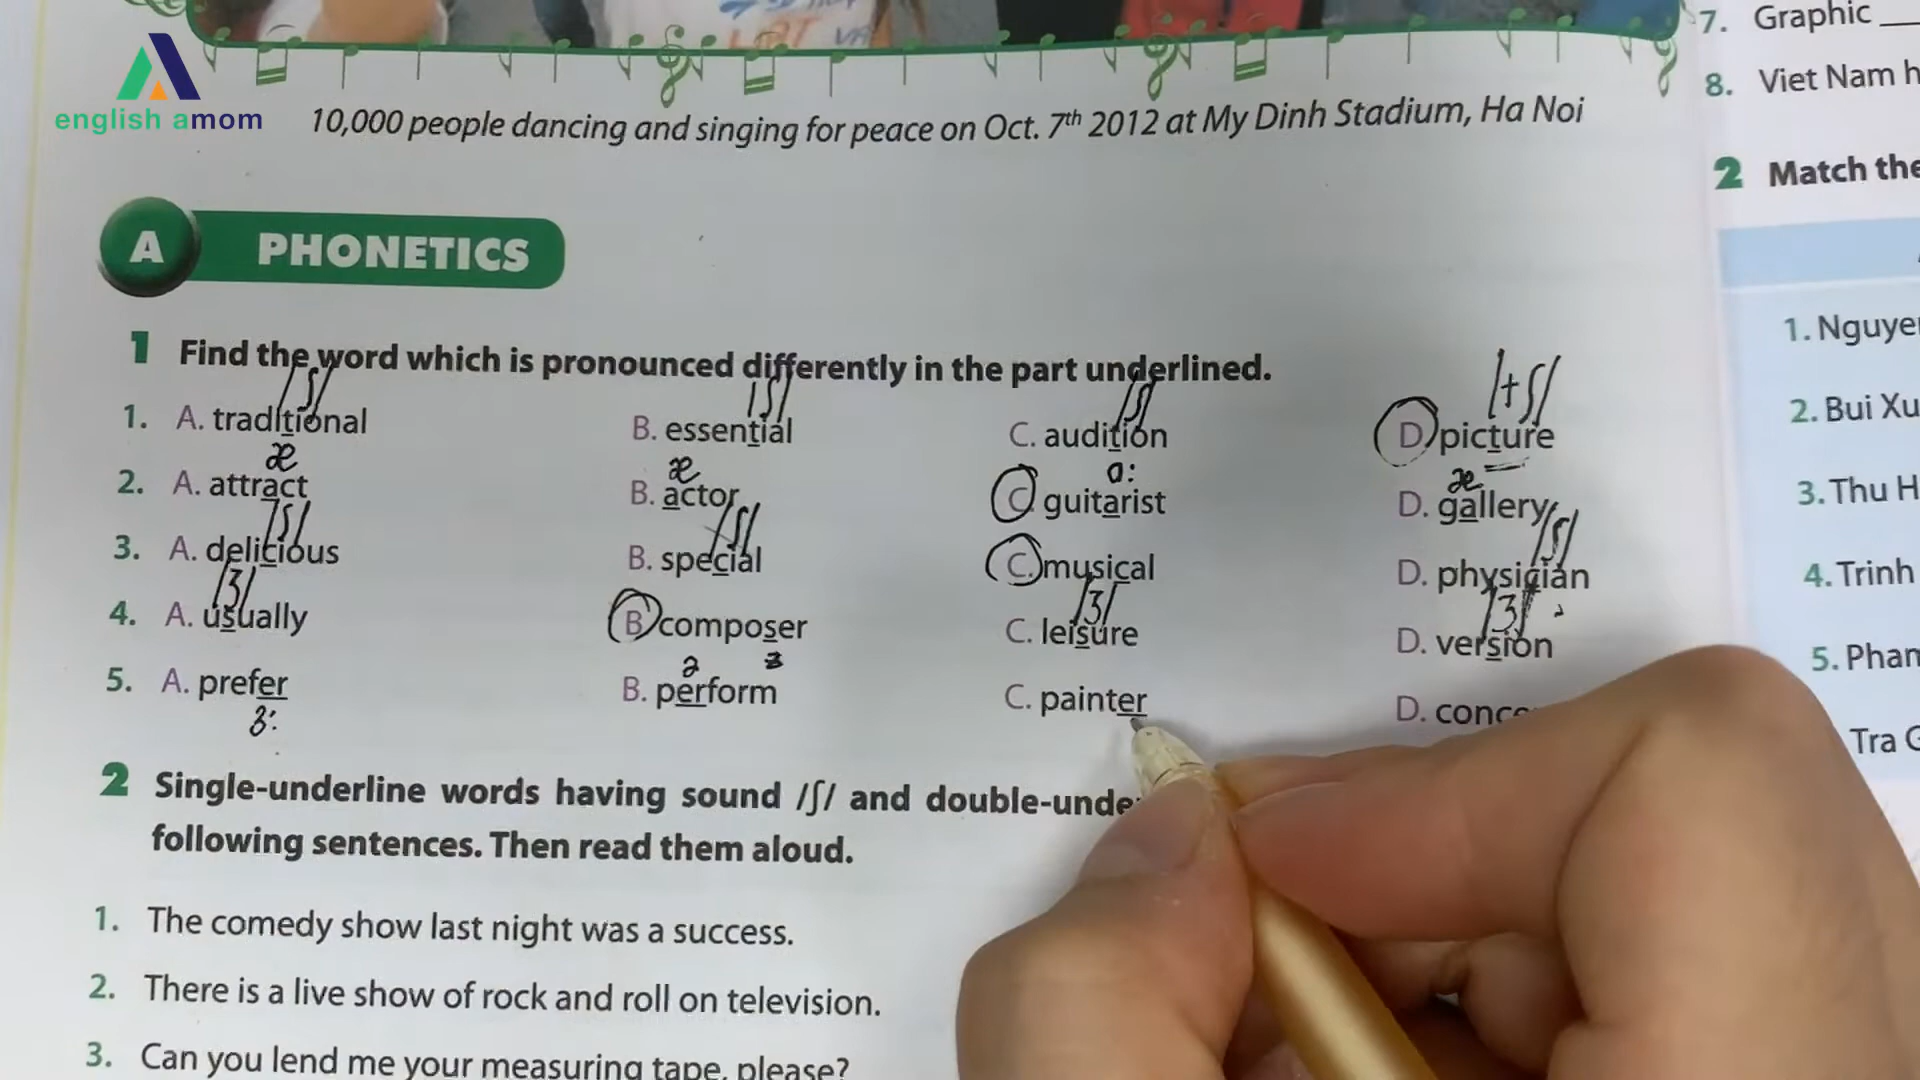 english amom
10,000 people dancing and singing for peace on Oct. 7th 2012 at My Dinh Stadium, Ha Noi
7. Graphic
8. Viet Nam
2 Match the
A PHONETICS
1 Find the word which is pronounced differently in the part underlined.
/ʃ/ /ʃ/ /ʃ/ /tʃ/
1. A. traditional B. essential C. audition D. picture
æ æ ɑ: æ
2. A. attract B. actor C. guitarist D. gallery
/ʃ/ /ʃ/ /ʃ/
3. A. delicious B. special C. musical D. physician
/ʒ/ /ʒ/ /ʒ/
4. A. usually B. composer C. leisure D. version
ə z
5. A. prefer B. perform C. painter D.
ɜ:
2 Single-underline words having sound /ʃ/ and
following sentences. Then read them aloud.
1. The comedy show last night was a success.
2. There is a live show of rock and roll on television.
3. Can you lend me your measuring tape, please?
1.
2. Bui
3. Thu
4. Trinh
5.
Tra